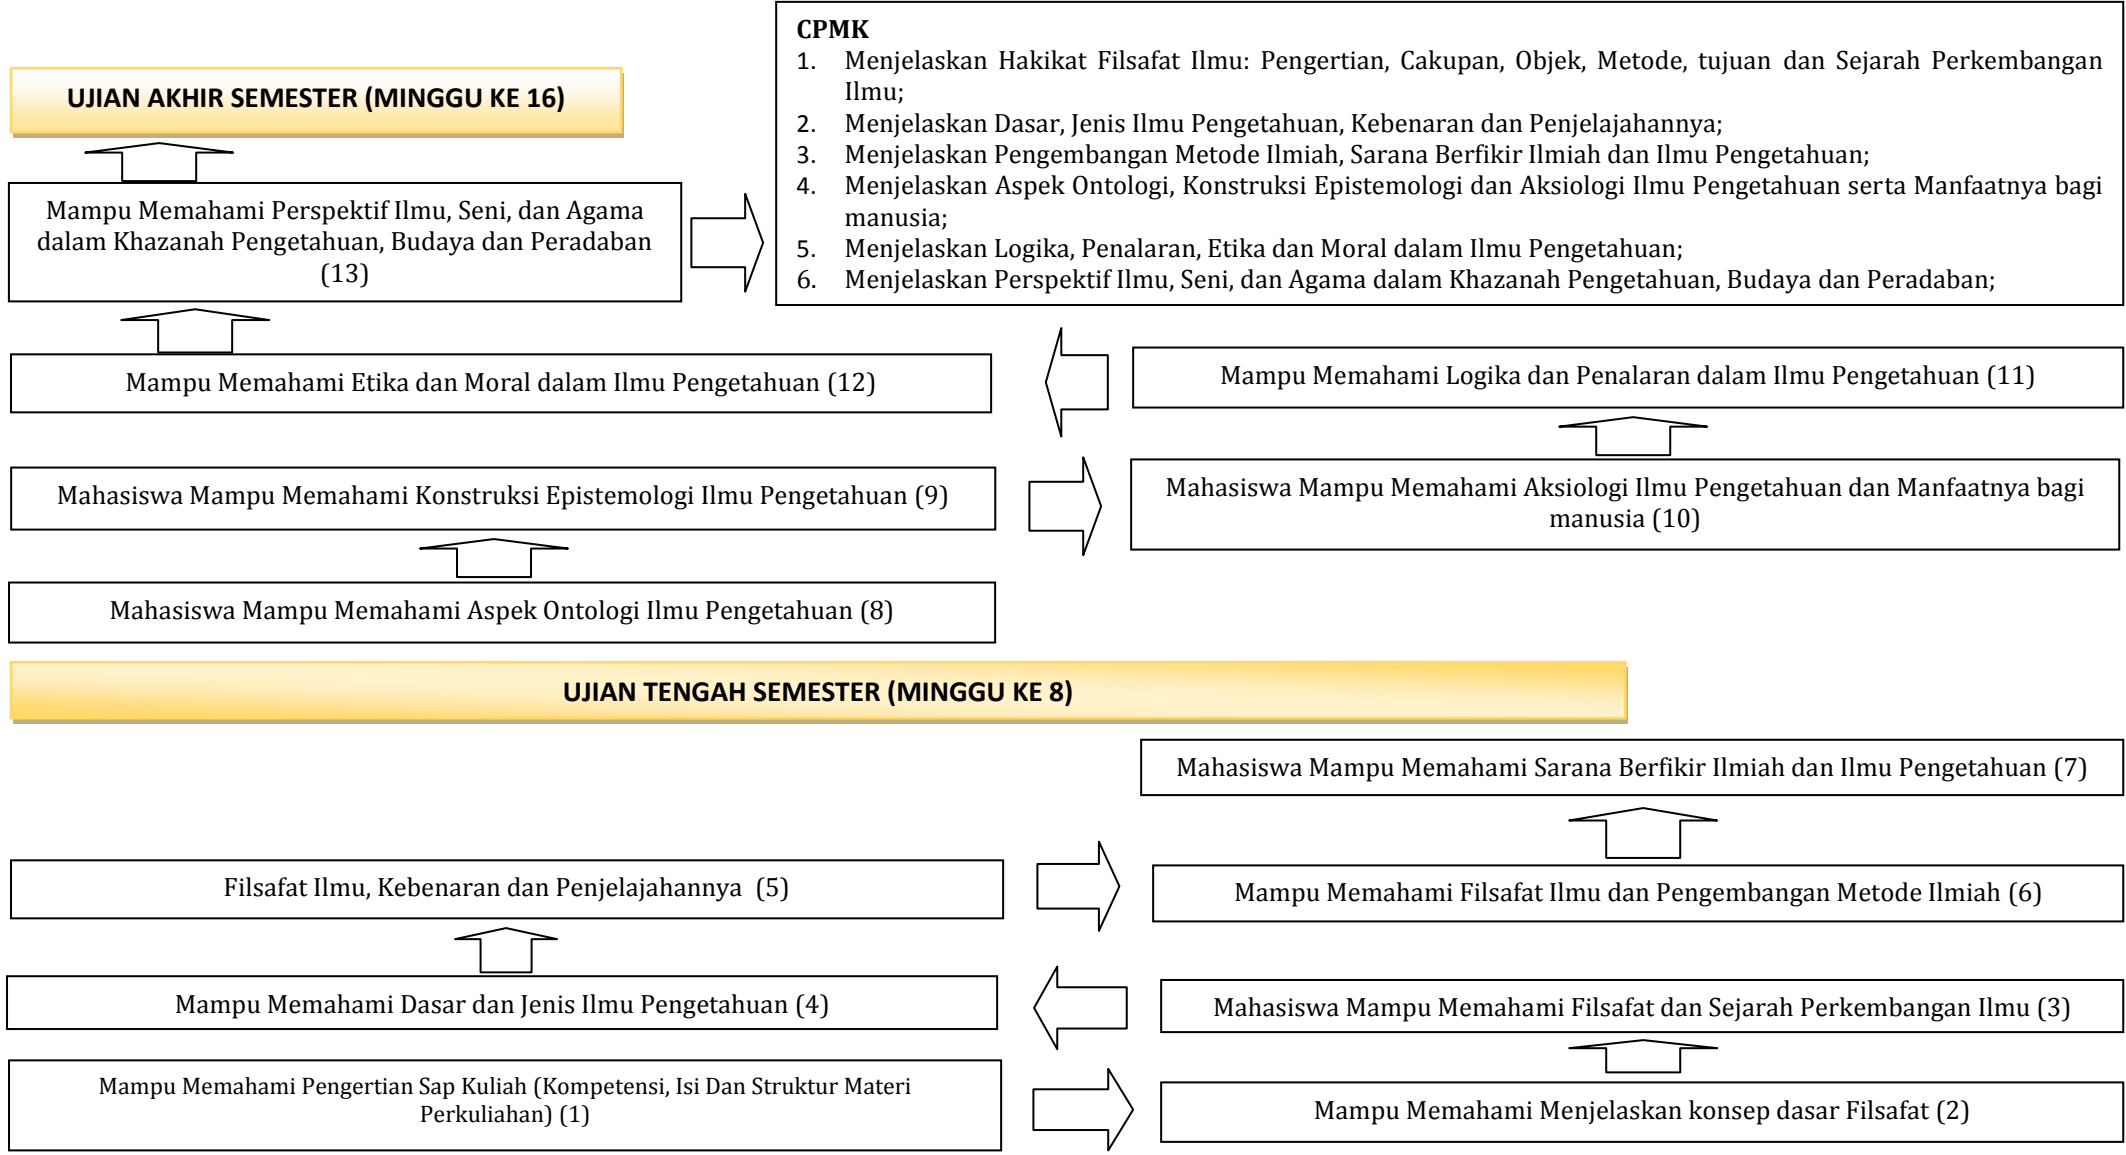 CPMK
1. Menjelaskan Hakikat Filsafat Ilmu: Pengertian, Cakupan, Objek, Metode, tujuan dan Sejarah Perkembangan
Ilmu;
2. Menjelaskan Dasar, Jenis Ilmu Pengetahuan, Kebenaran dan Penjelajahannya;
3. Menjelaskan Pengembangan Metode Ilmiah, Sarana Berfikir Ilmiah dan Ilmu Pengetahuan;
4. Menjelaskan Aspek Ontologi, Konstruksi Epistemologi dan Aksiologi Ilmu Pengetahuan serta Manfaatnya bagi
manusia;
5. Menjelaskan Logika, Penalaran, Etika dan Moral dalam Ilmu Pengetahuan;
6. Menjelaskan Perspektif Ilmu, Seni, dan Agama dalam Khazanah Pengetahuan, Budaya dan Peradaban;
UJIAN AKHIR SEMESTER (MINGGU KE 16)
Mampu Memahami Perspektif Ilmu, Seni, dan Agama
dalam Khazanah Pengetahuan, Budaya dan Peradaban
(13)
Mampu Memahami Etika dan Moral dalam Ilmu Pengetahuan (12)
Mampu Memahami Logika dan Penalaran dalam Ilmu Pengetahuan (11)
Mahasiswa Mampu Memahami Konstruksi Epistemologi Ilmu Pengetahuan (9)
Mahasiswa Mampu Memahami Aksiologi Ilmu Pengetahuan dan Manfaatnya bagi
manusia (10)
Mahasiswa Mampu Memahami Aspek Ontologi Ilmu Pengetahuan (8)
UJIAN TENGAH SEMESTER (MINGGU KE 8)
Mahasiswa Mampu Memahami Sarana Berfikir Ilmiah dan Ilmu Pengetahuan (7)
Filsafat Ilmu, Kebenaran dan Penjelajahannya (5)
Mampu Memahami Filsafat Ilmu dan Pengembangan Metode Ilmiah (6)
Mampu Memahami Dasar dan Jenis Ilmu Pengetahuan (4)
Mahasiswa Mampu Memahami Filsafat dan Sejarah Perkembangan Ilmu (3)
Mampu Memahami Pengertian Sap Kuliah (Kompetensi, Isi Dan Struktur Materi
Perkuliahan) (1)
Mampu Memahami Menjelaskan konsep dasar Filsafat (2)